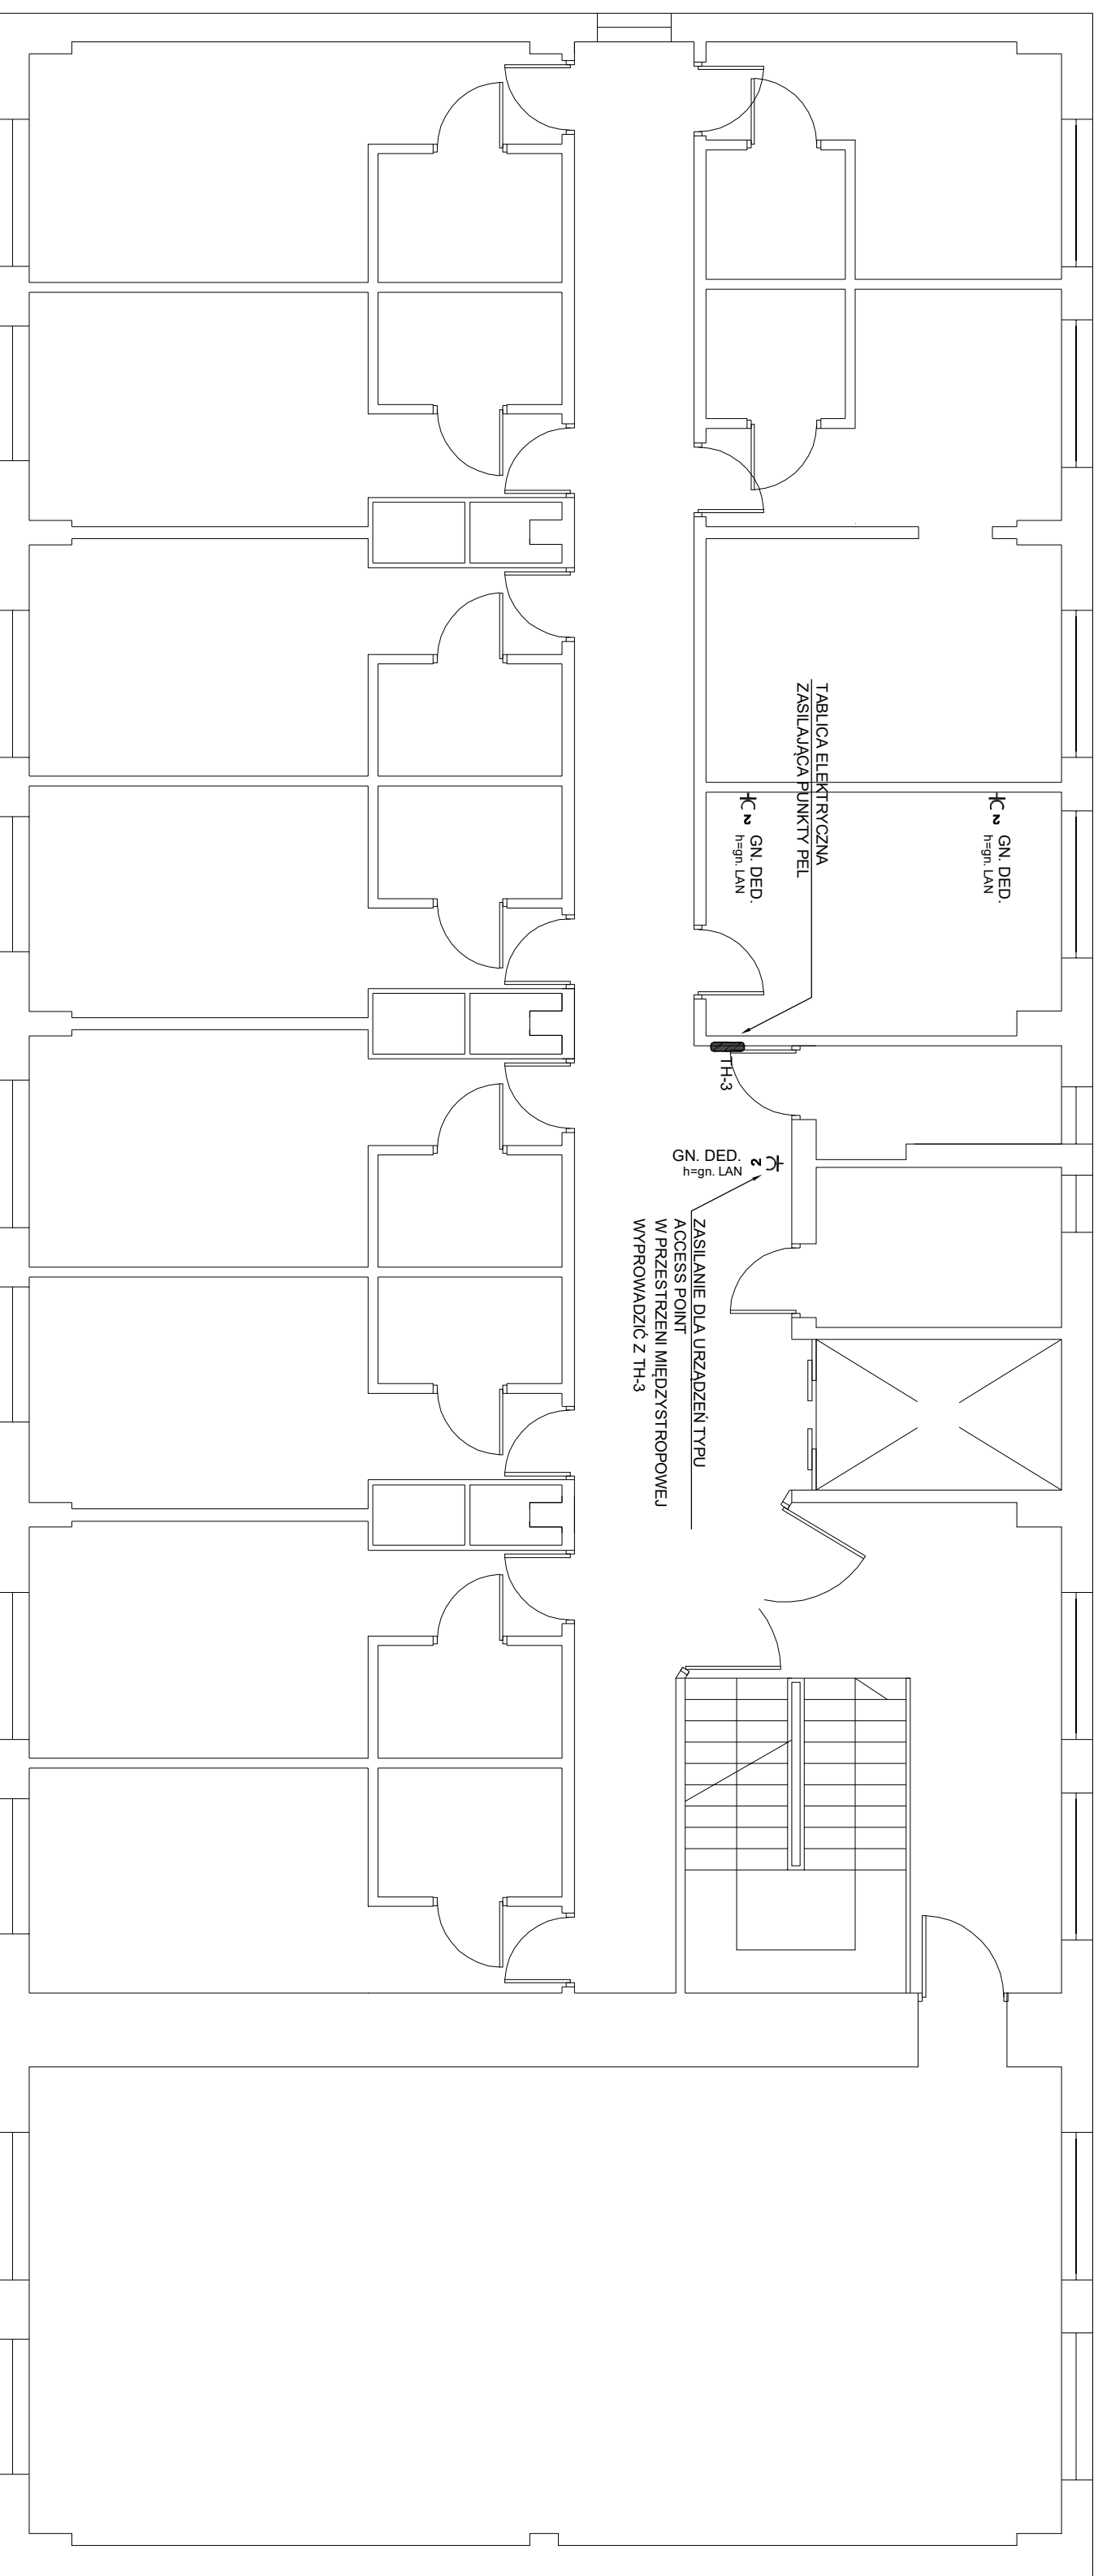 TABLICA ELEKTRYCZNA
ZASILAJĄCA PUNKTY PEL
2
GN. DED.
h=gn. LAN
2
GN. DED.
h=gn. LAN
TH-3
GN. DED.
h=gn. LAN
2
ZASILANIE DLA URZĄDZEŃ TYPU
ACCESS POINT
W PRZESTRZENI MIĘDZYSTROPOWEJ
WYPROWADZIĆ Z TH-3